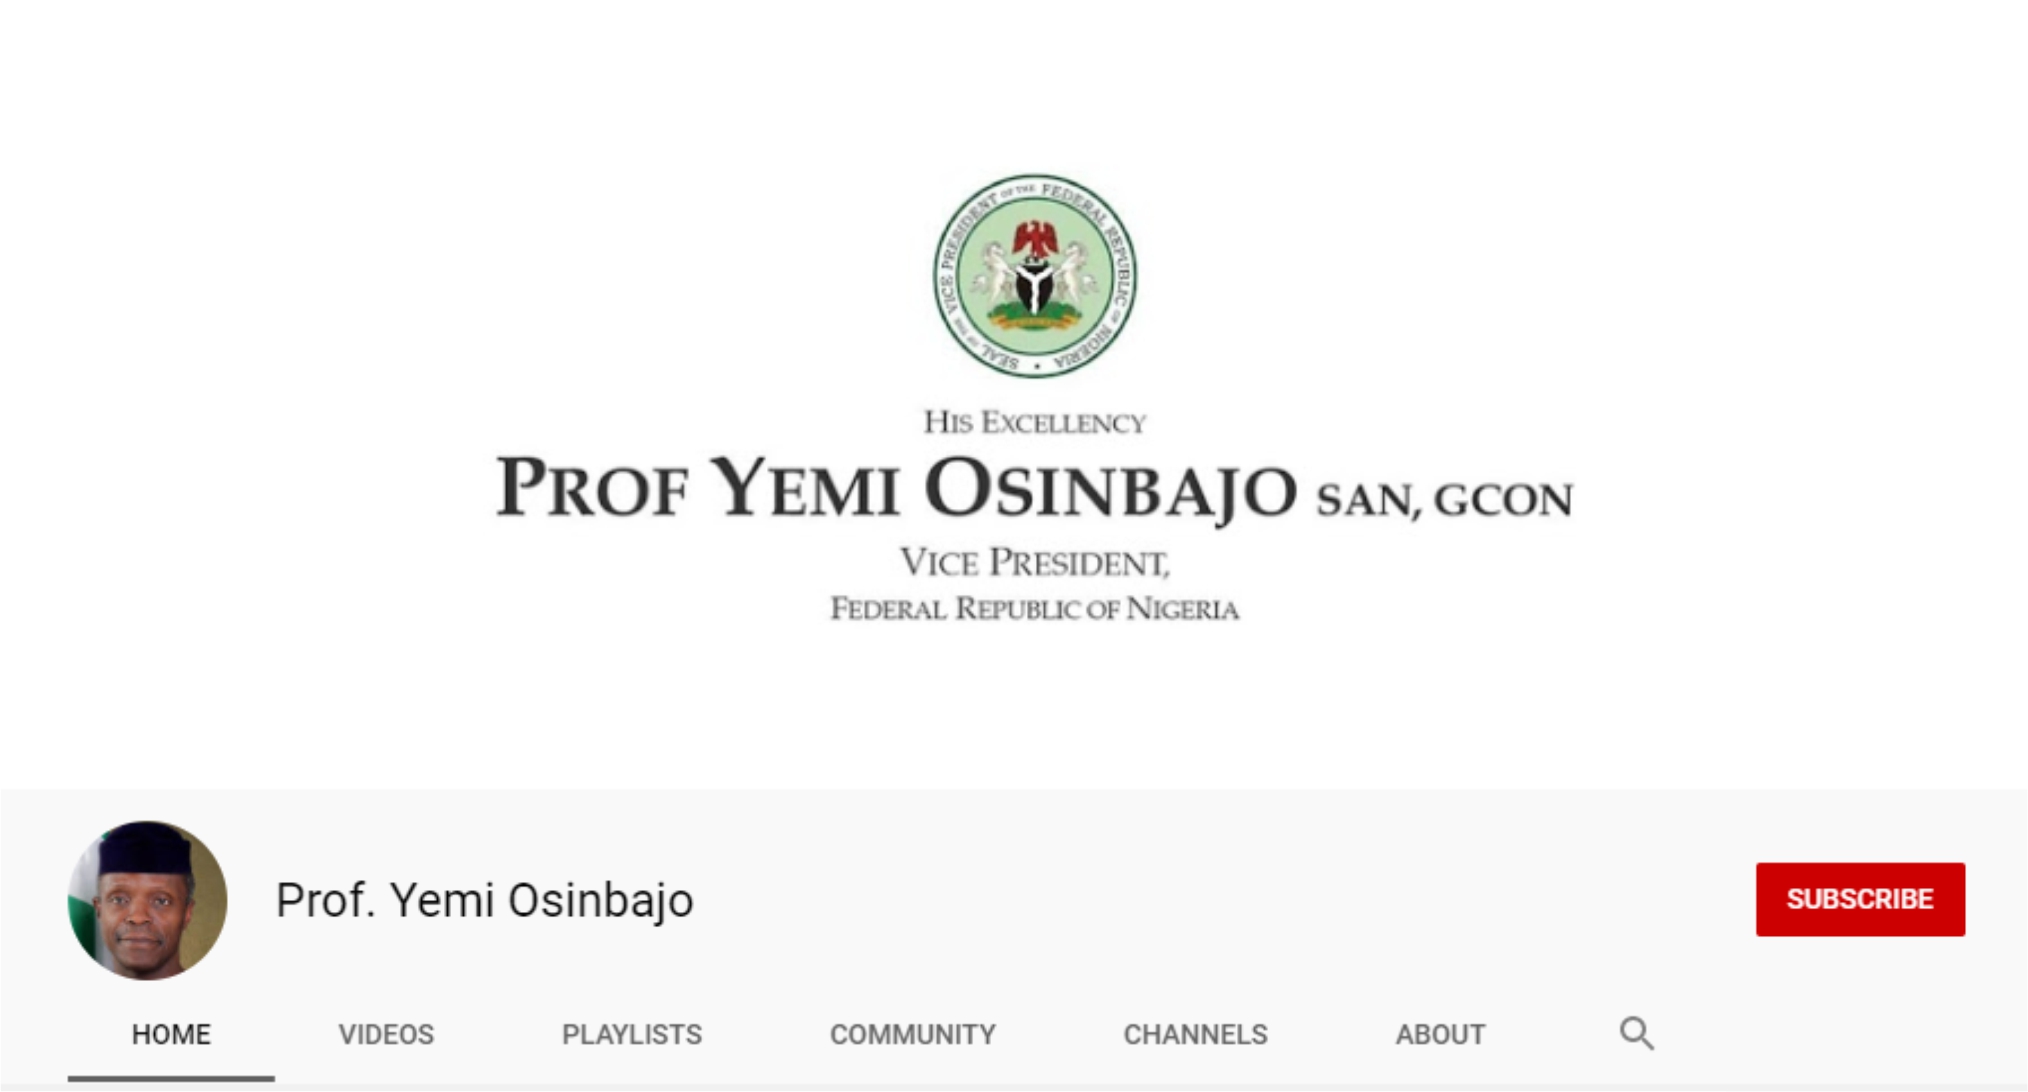 SEAL OF THE VICE PRESIDENT OF THE FEDERAL REPUBLIC OF NIGERIA
HIS EXCELLENCY
PROF YEMI OSINBAJO SAN, GCON
VICE PRESIDENT,
FEDERAL REPUBLIC OF NIGERIA
Prof. Yemi Osinbajo
SUBSCRIBE
HOME VIDEOS PLAYLISTS COMMUNITY CHANNELS ABOUT